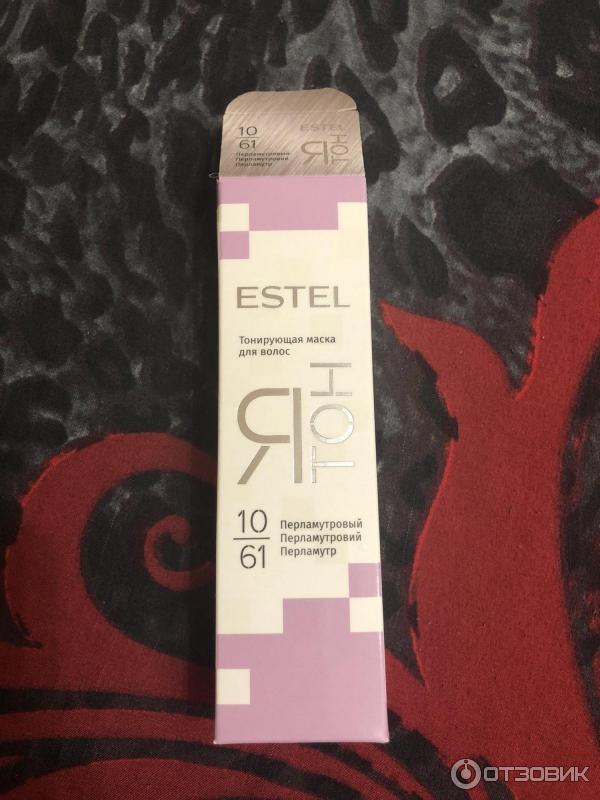 10
61
Перламутровый
Перламутровий
Перламутр
ESTEL
Я ТОН
ESTEL
Тонирующая маска
для волос
Я ТОН
10
61
Перламутровый
Перламутровий
Перламутр
ОТЗОВИК